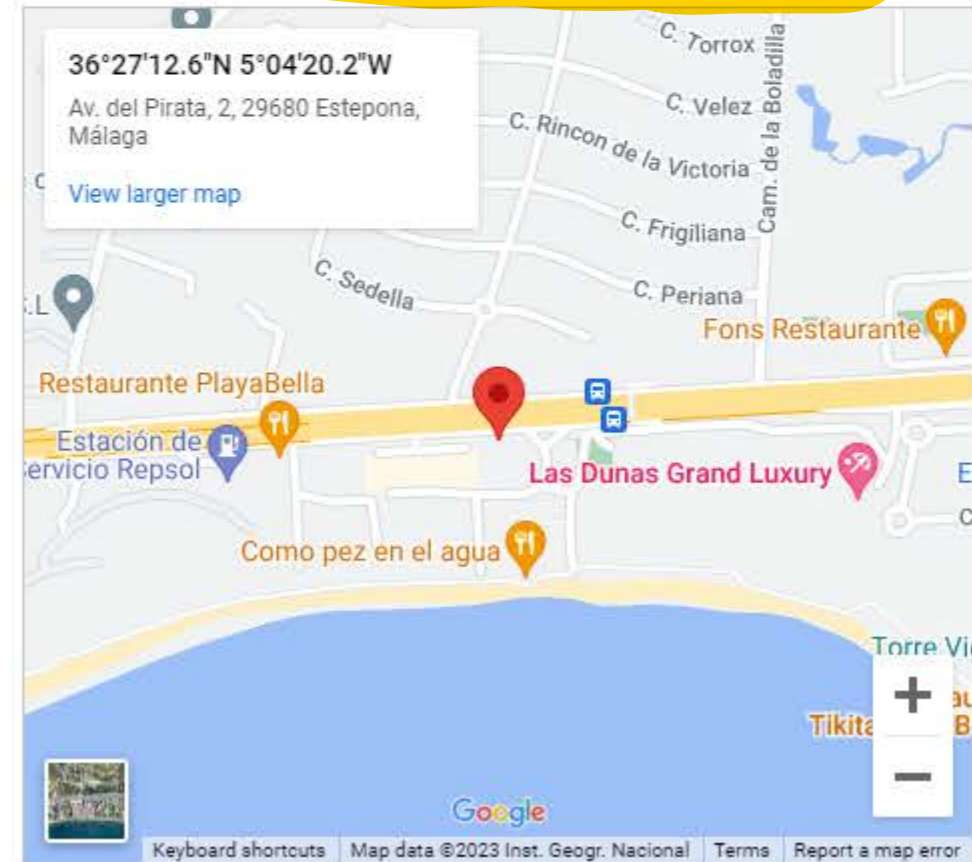 36°27'12.6"N 5°04'20.2"W
Av. del Pirata, 2, 29680 Estepona,
Málaga
View larger map
C. Torrox
C. Velez
Cam. de la Boladilla
C. Rincon de la Victoria
C. Frigiliana
C. Sedella
C. Periana
Fons Restaurante
Restaurante PlayaBella
Estación de
Servicio Repsol
Las Dunas Grand Luxury
Como pez en el agua
Torre Vi
Tikita
Google
Keyboard shortcuts
Map data ©2023 Inst. Geogr. Nacional
Terms
Report a map error